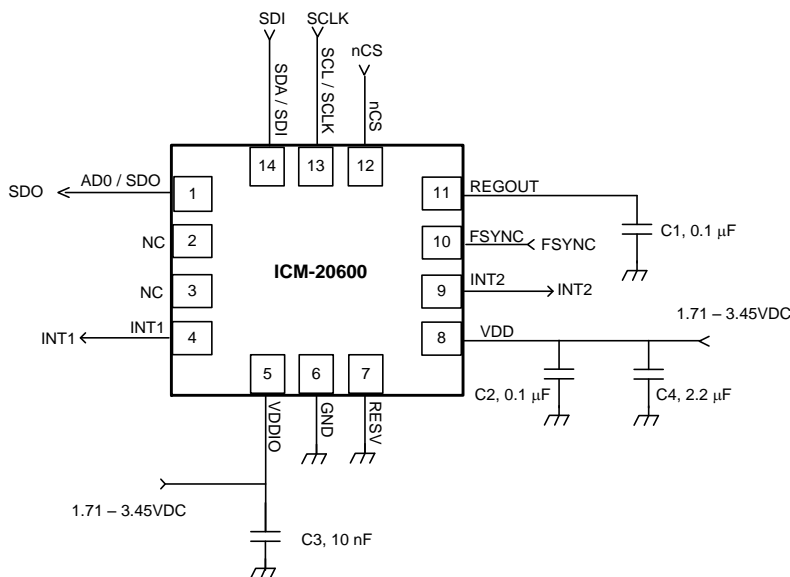 SDI
SCLK
nCS
SDA / SDI
SCL / SCLK
nCS
14
13
12
SDO
AD0 / SDO
1
11
REGOUT
C1, 0.1 μF
NC
2
10
FSYNC
FSYNC
ICM-20600
NC
3
9
INT2
INT2
INT1
INT1
4
8
VDD
1.71 – 3.45VDC
5
6
7
C2, 0.1 μF
C4, 2.2 μF
VDDIO
GND
RESV
1.71 – 3.45VDC
C3, 10 nF